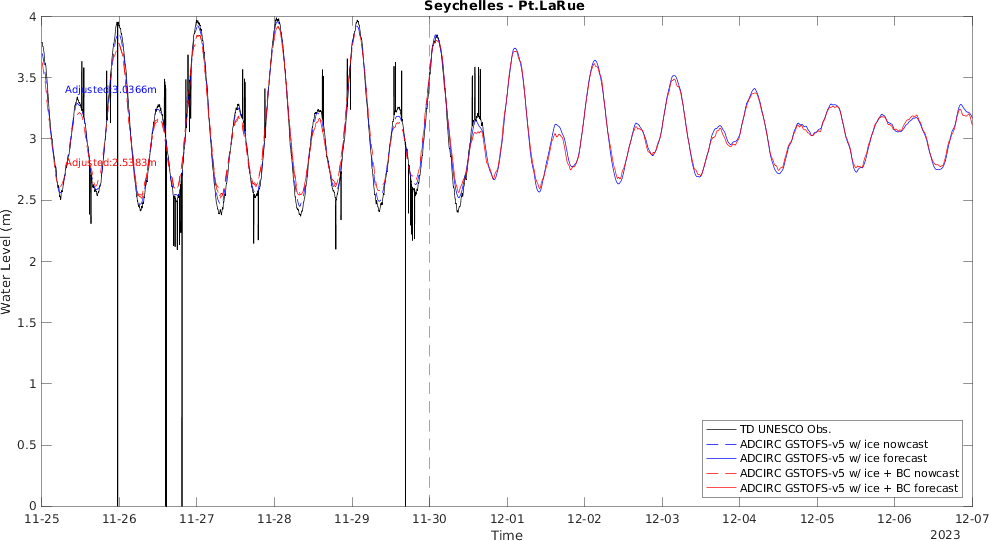 Seychelles - Pt.LaRue
4
3.5
3
2.5
2
1.5
1
0.5
0
Water Level (m)
Adjusted:3.0366m
Adjusted:2.5383m
TD UNESCO Obs.
ADCIRC GSTOFS-v5 w/ ice nowcast
ADCIRC GSTOFS-v5 w/ ice forecast
ADCIRC GSTOFS-v5 w/ ice + BC nowcast
ADCIRC GSTOFS-v5 w/ ice + BC forecast
11-25 11-26 11-27 11-28 11-29 11-30 12-01 12-02 12-03 12-04 12-05 12-06 12-07
Time
2023